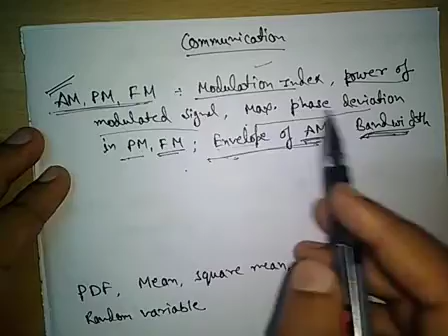 Communication
AM, PM, FM :- Modulation Index, power of
modulated signal, Max. phase deviation
in PM, FM ; Envelope of AM Bandwidth
PDF, Mean, square mean,
Random variable